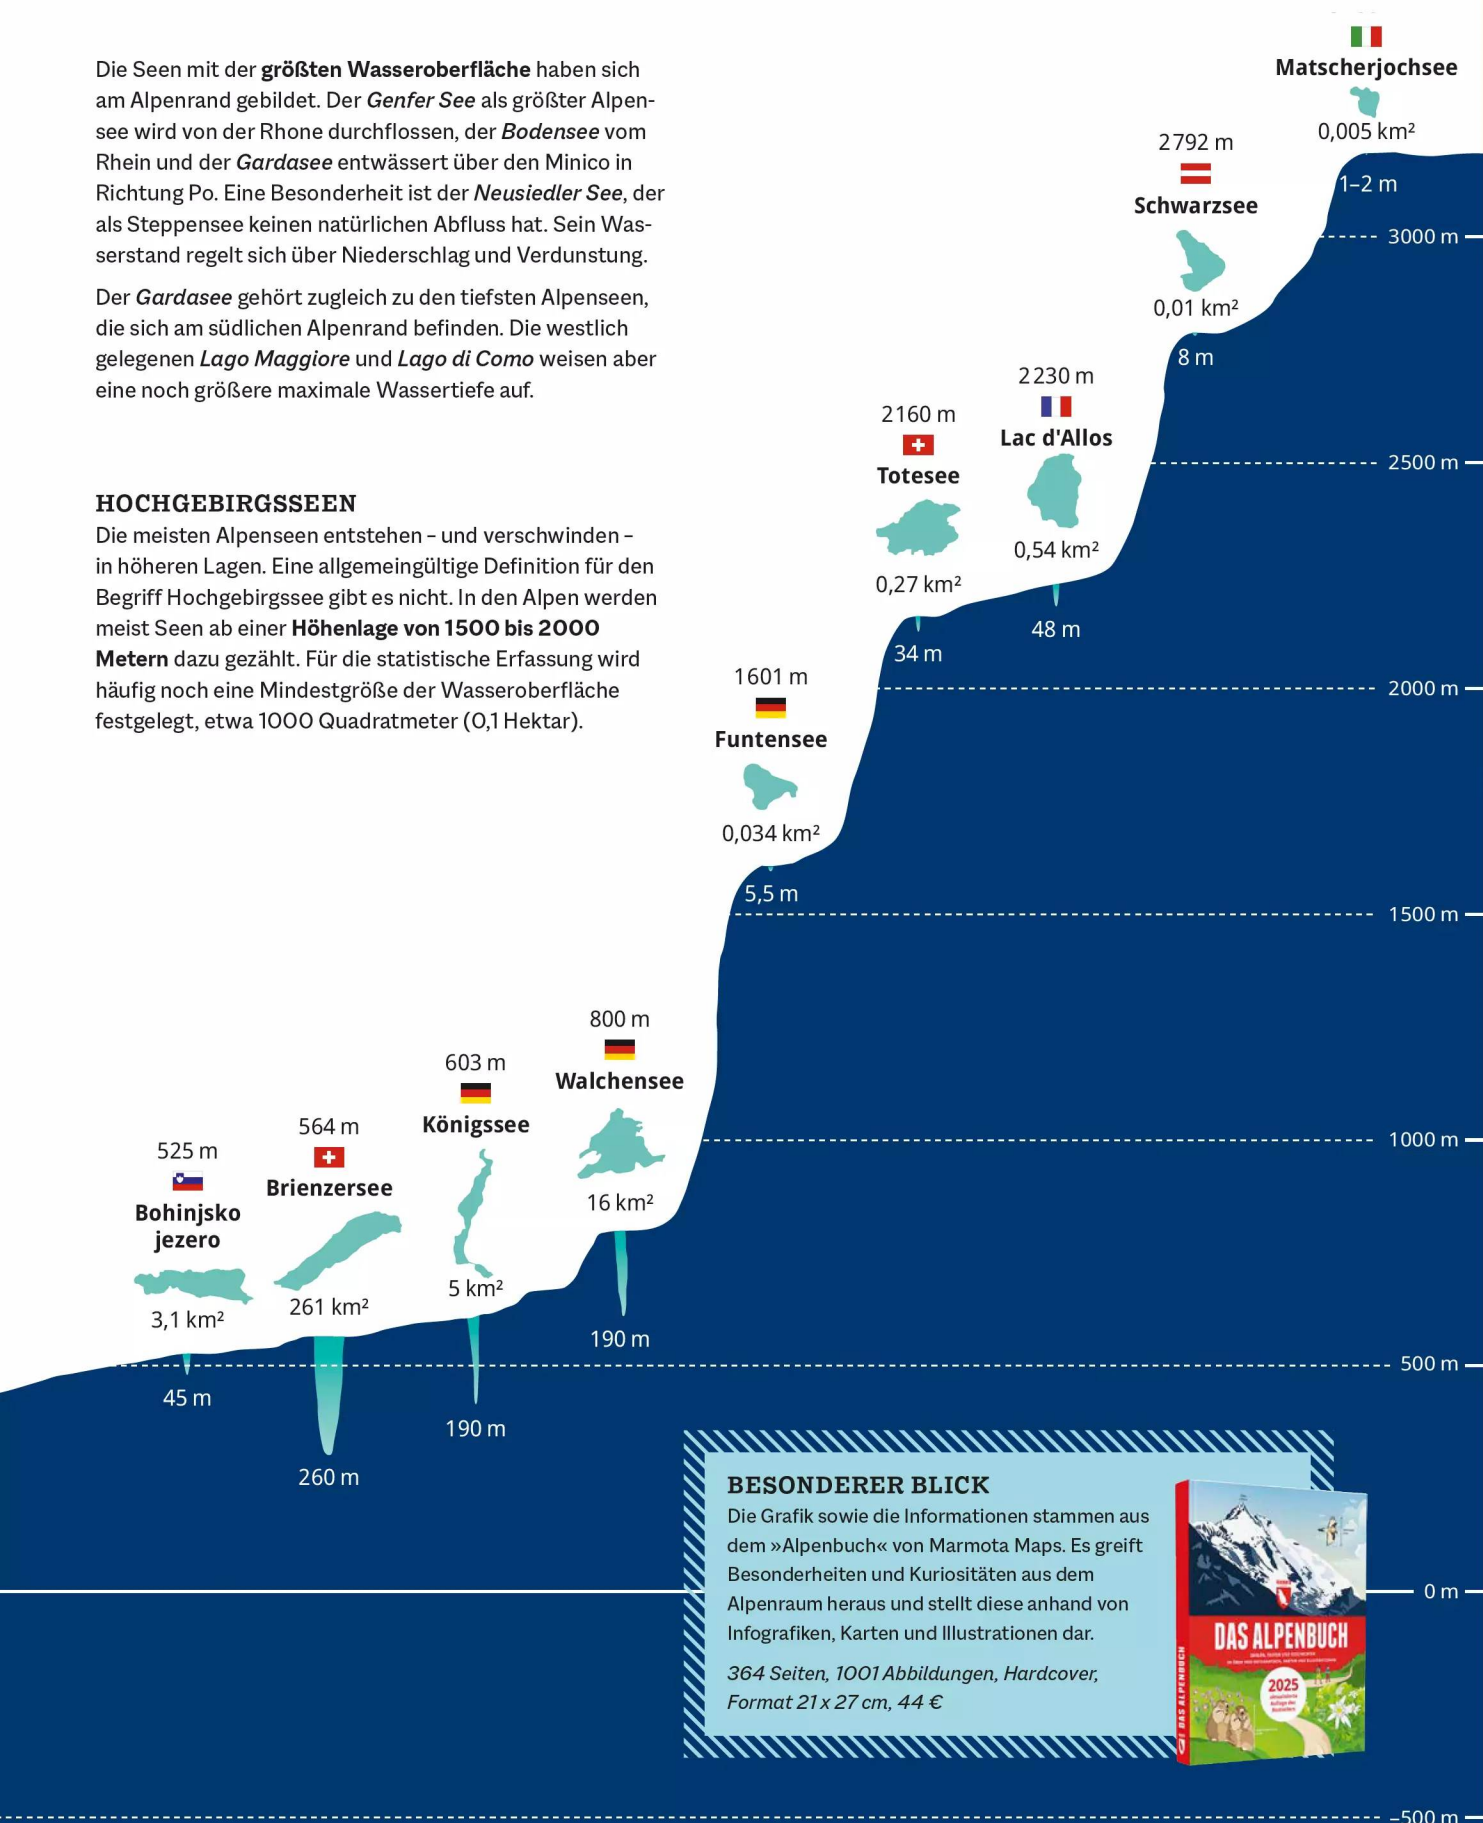 Die Seen mit der größten Wasseroberfläche haben sich
am Alpenrand gebildet. Der Genfer See als größter Alpen-
see wird von der Rhone durchflossen, der Bodensee vom
Rhein und der Gardasee entwässert über den Minico in
Richtung Po. Eine Besonderheit ist der Neusiedler See, der
als Steppensee keinen natürlichen Abfluss hat. Sein Was-
serstand regelt sich über Niederschlag und Verdunstung.
Der Gardasee gehört zugleich zu den tiefsten Alpenseen,
die sich am südlichen Alpenrand befinden. Die westlich
gelegenen Lago Maggiore und Lago di Como weisen aber
eine noch größere maximale Wassertiefe auf.
HOCHGEBIRGSSEEN
Die meisten Alpenseen entstehen – und verschwinden –
in höheren Lagen. Eine allgemeingültige Definition für den
Begriff Hochgebirgssee gibt es nicht. In den Alpen werden
meist Seen ab einer Höhenlage von 1500 bis 2000
Metern dazu gezählt. Für die statistische Erfassung wird
häufig noch eine Mindestgröße der Wasseroberfläche
festgelegt, etwa 1000 Quadratmeter (0,1 Hektar).
525 m
Bohinjsko
jezero
3,1 km²
45 m
564 m
Brienzersee
261 km²
260 m
603 m
Königssee
5 km²
190 m
800 m
Walchensee
16 km²
190 m
1601 m
Funtensee
0,034 km²
5,5 m
2160 m
Totesee
0,27 km²
34 m
2230 m
Lac d'Allos
0,54 km²
48 m
2792 m
Schwarzsee
0,01 km²
8 m
Matscherjochsee
0,005 km²
1–2 m
3000 m
2500 m
2000 m
1500 m
1000 m
500 m
0 m
–500 m
BESONDERER BLICK
Die Grafik sowie die Informationen stammen aus
dem »Alpenbuch« von Marmota Maps. Es greift
Besonderheiten und Kuriositäten aus dem
Alpenraum heraus und stellt diese anhand von
Infografiken, Karten und Illustrationen dar.
364 Seiten, 1001 Abbildungen, Hardcover,
Format 21 x 27 cm, 44 €
DAS ALPENBUCH
2025
DAS ALPENBUCH